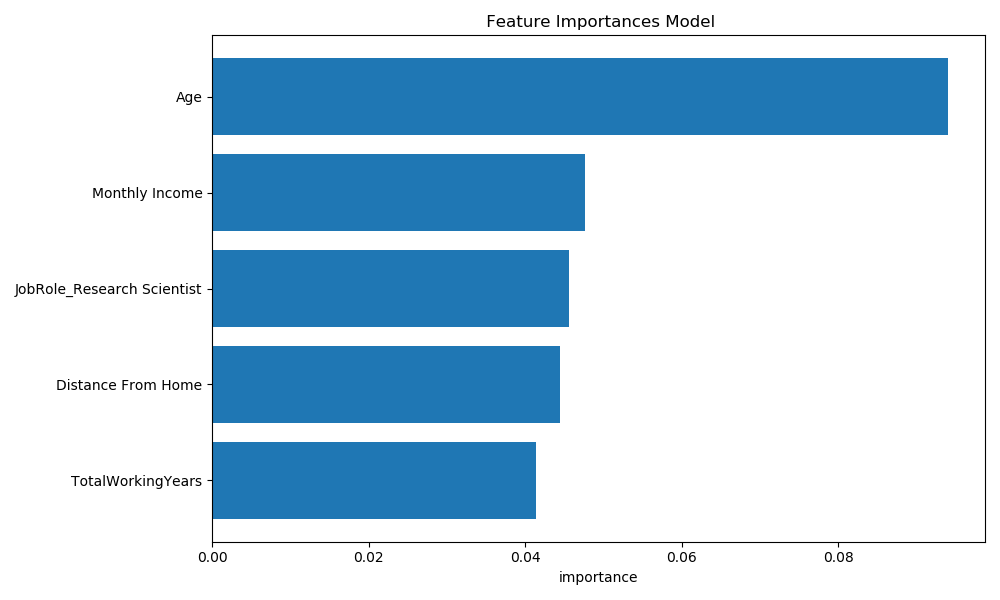 Feature Importances Model
Age
Monthly Income
JobRole_Research Scientist
Distance From Home
TotalWorkingYears
0.00 0.02 0.04 0.06 0.08
importance